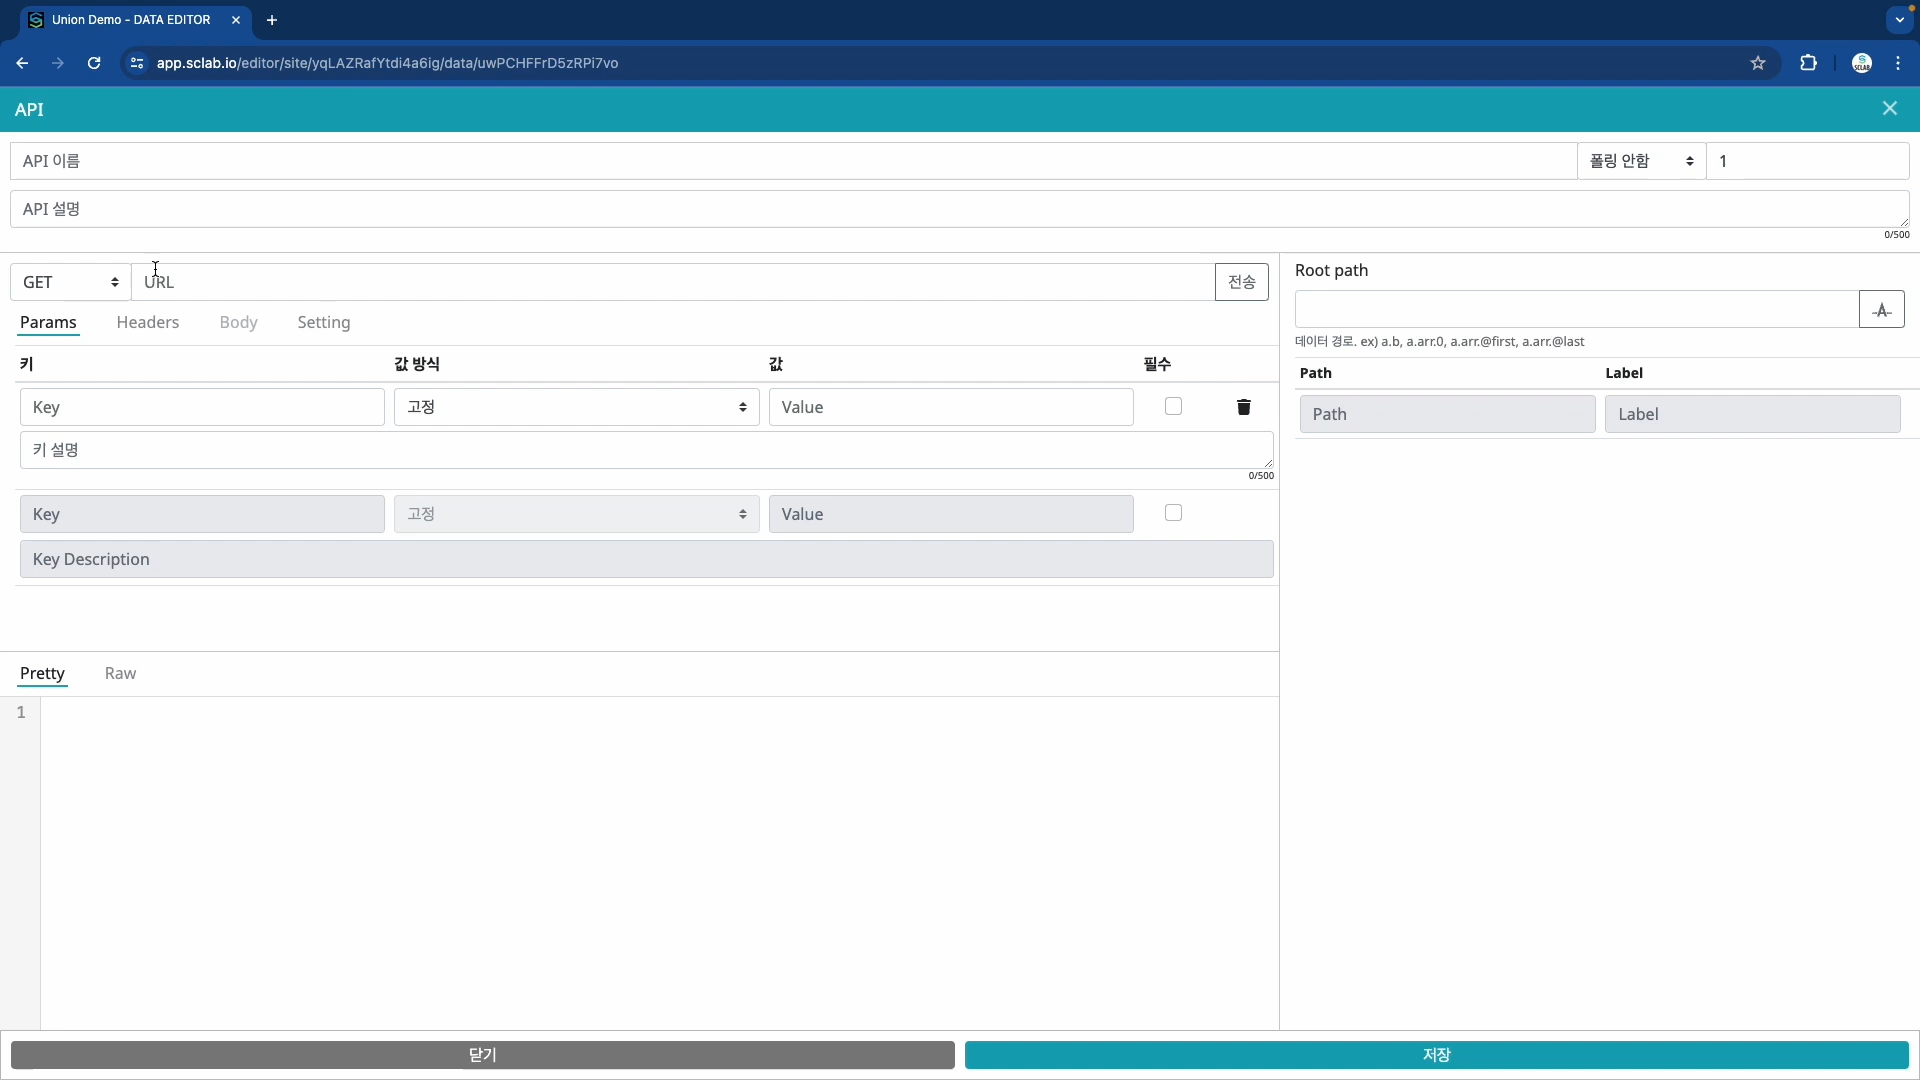 Union Demo - DATA EDITOR
app.sclab.io/editor/site/yqLAZRafYtdi4a6ig/data/uwPCHFFrD5zRPi7vo
SCLAB
API
API 이름
폴링 안함
1
API 설명
0/500
GET
URL
전송
Params
Headers
Body
Setting
키
값 방식
값
필수
Key
고정
Value
키 설명
0/500
Key
고정
Value
Key Description
Root path
-A-
데이터 경로. ex) a.b, a.arr.0, a.arr.@first, a.arr.@last
Path
Label
Path
Label
Pretty
Raw
1
닫기
저장